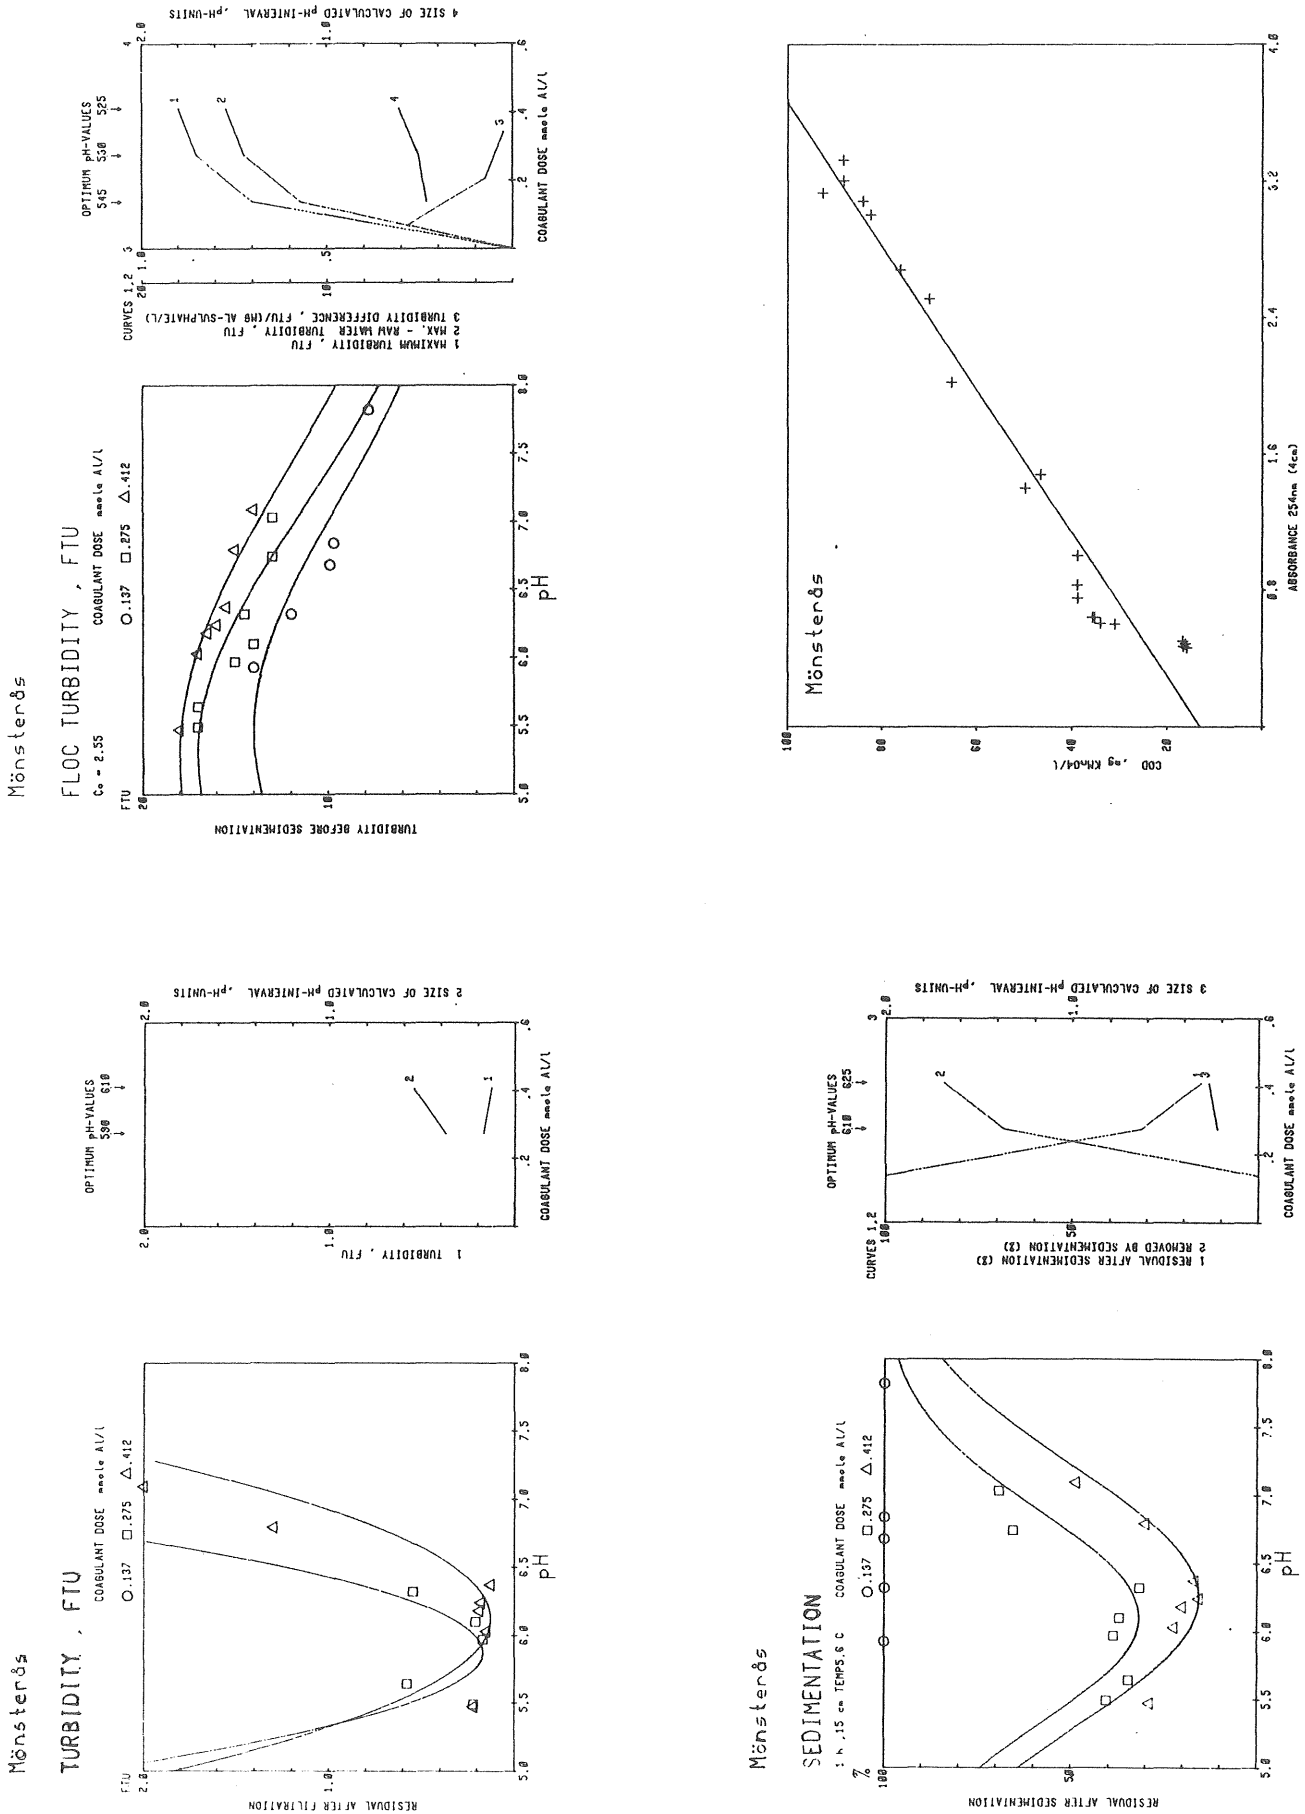 Mönsterås
TURBIDITY , FTU
COAGULANT DOSE mmole Al/l
FTU
O .137 □ .275 △ .412
2.0
1.0
RESIDUAL AFTER FILTRATION
5.0 5.5 6.0 6.5 7.0 7.5 8.0
pH
OPTIMUM pH-VALUES
590 610
2.0
1.0
1 TURBIDITY , FTU
2.0
1.0
2 SIZE OF CALCULATED pH-INTERVAL ,pH-UNITS
2
1
.2 .4 .6
COAGULANT DOSE mmole Al/l
Mönsterås
FLOC TURBIDITY , FTU
C₀ = 2.55
COAGULANT DOSE mmole Al/l
FTU
O .137 □ .275 △ .412
20
10
TURBIDITY BEFORE SEDIMENTATION
5.0 5.5 6.0 6.5 7.0 7.5 8.0
pH
1 MAXIMUM TURBIDITY , FTU
2 MAX. - RAW WATER TURBIDITY , FTU
3 TURBIDITY DIFFERENCE , FTU/(MG AL-SULPHATE/L)
CURVES 1,2
20
10
3
1.0
.5
OPTIMUM pH-VALUES
545 530 525
4
2.0
1.0
4 SIZE OF CALCULATED pH-INTERVAL ,pH-UNITS
1
2
4
3
.2 .4 .6
COAGULANT DOSE mmole Al/l
Mönsterås
SEDIMENTATION
1 h ,15 cm TEMP5.6 C COAGULANT DOSE mmole Al/l
%
O .137 □ .275 △ .412
100
50
RESIDUAL AFTER SEDIMENTATION
5.0 5.5 6.0 6.5 7.0 7.5 8.0
pH
1 RESIDUAL AFTER SEDIMENTATION (%)
2 REMOVED BY SEDIMENTATION (%)
CURVES 1,2
100
50
OPTIMUM pH-VALUES
610 625
3
2.0
1.0
3 SIZE OF CALCULATED pH-INTERVAL ,pH-UNITS
2
1
3
.2 .4 .6
COAGULANT DOSE mmole Al/l
Mönsterås
100
80
60
40
20
COD ,mg KMnO4/l
0.8 1.6 2.4 3.2 4.0
ABSORBANCE 254nm (4cm)